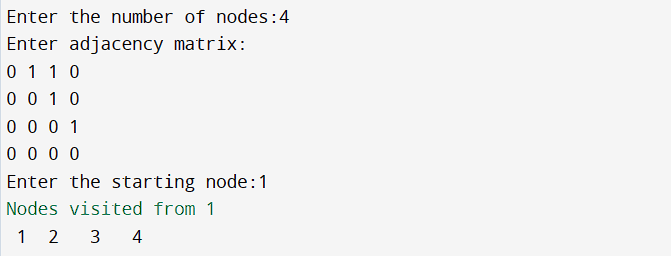 Enter the number of nodes:4
Enter adjacency matrix:
0 1 1 0
0 0 1 0
0 0 0 1
0 0 0 0
Enter the starting node:1
Nodes visited from 1
1 2 3 4